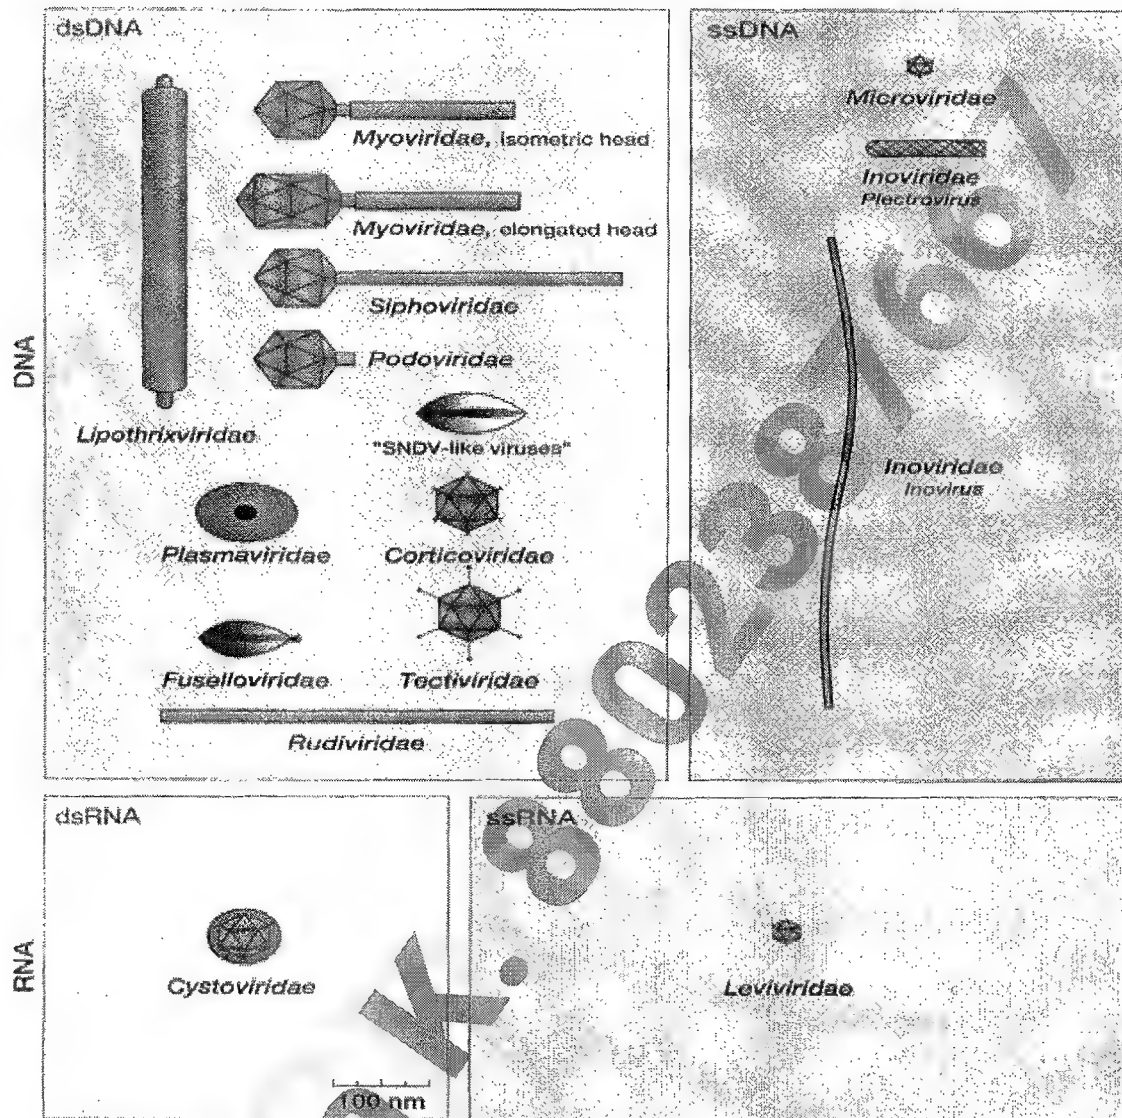 dsDNA
Myoviridae, isometric head
Myoviridae, elongated head
Siphoviridae
Podoviridae
Lipothrixviridae
"SNDV-like viruses"
Plasmaviridae
Corticoviridae
Fuselloviridae
Tectiviridae
Rudiviridae
ssDNA
Microviridae
Inoviridae
Plectrovirus
Inoviridae
Inovirus
DNA
dsRNA
Cystoviridae
100 nm
ssRNA
Leviviridae
RNA